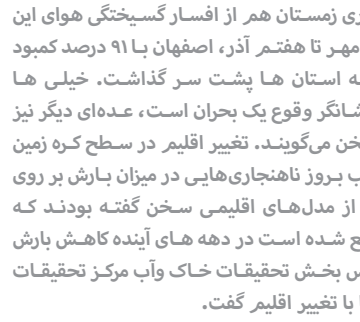 زی زمستان هم از افسار گسیختگی هوای این
مهر تا هفتم آذر، اصفهان با ۹۱ درصد کمبود
ه استان ها پشت سر گذاشت. خیلی ها
شانگر وقوع یک بحران است، عده‌ای دیگر نیز
خن می‌گویند. تغییر اقلیم در سطح کره زمین
ب بروز ناهنجاری‌هایی در میزان بارش بر روی
از مدل‌های اقلیمی سخن گفته بودند که
ع شده است در دهه های آینده کاهش بارش
س بخش تحقیقات خاک وآب مرکز تحقیقات
با تغییر اقلیم گفت.